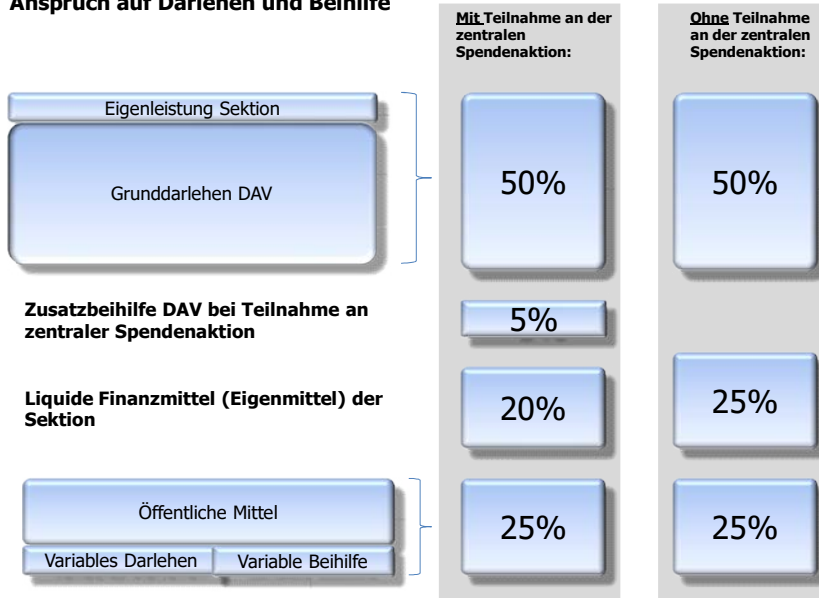 Anspruch auf Darlehen und Beihilfe
Mit Teilnahme an der
zentralen
Spendenaktion:
Ohne Teilnahme
an der zentralen
Spendenaktion:
Eigenleistung Sektion
Grunddarlehen DAV
50%
50%
Zusatzbeihilfe DAV bei Teilnahme an
zentraler Spendenaktion
5%
Liquide Finanzmittel (Eigenmittel) der
Sektion
20%
25%
Öffentliche Mittel
Variables Darlehen
Variable Beihilfe
25%
25%